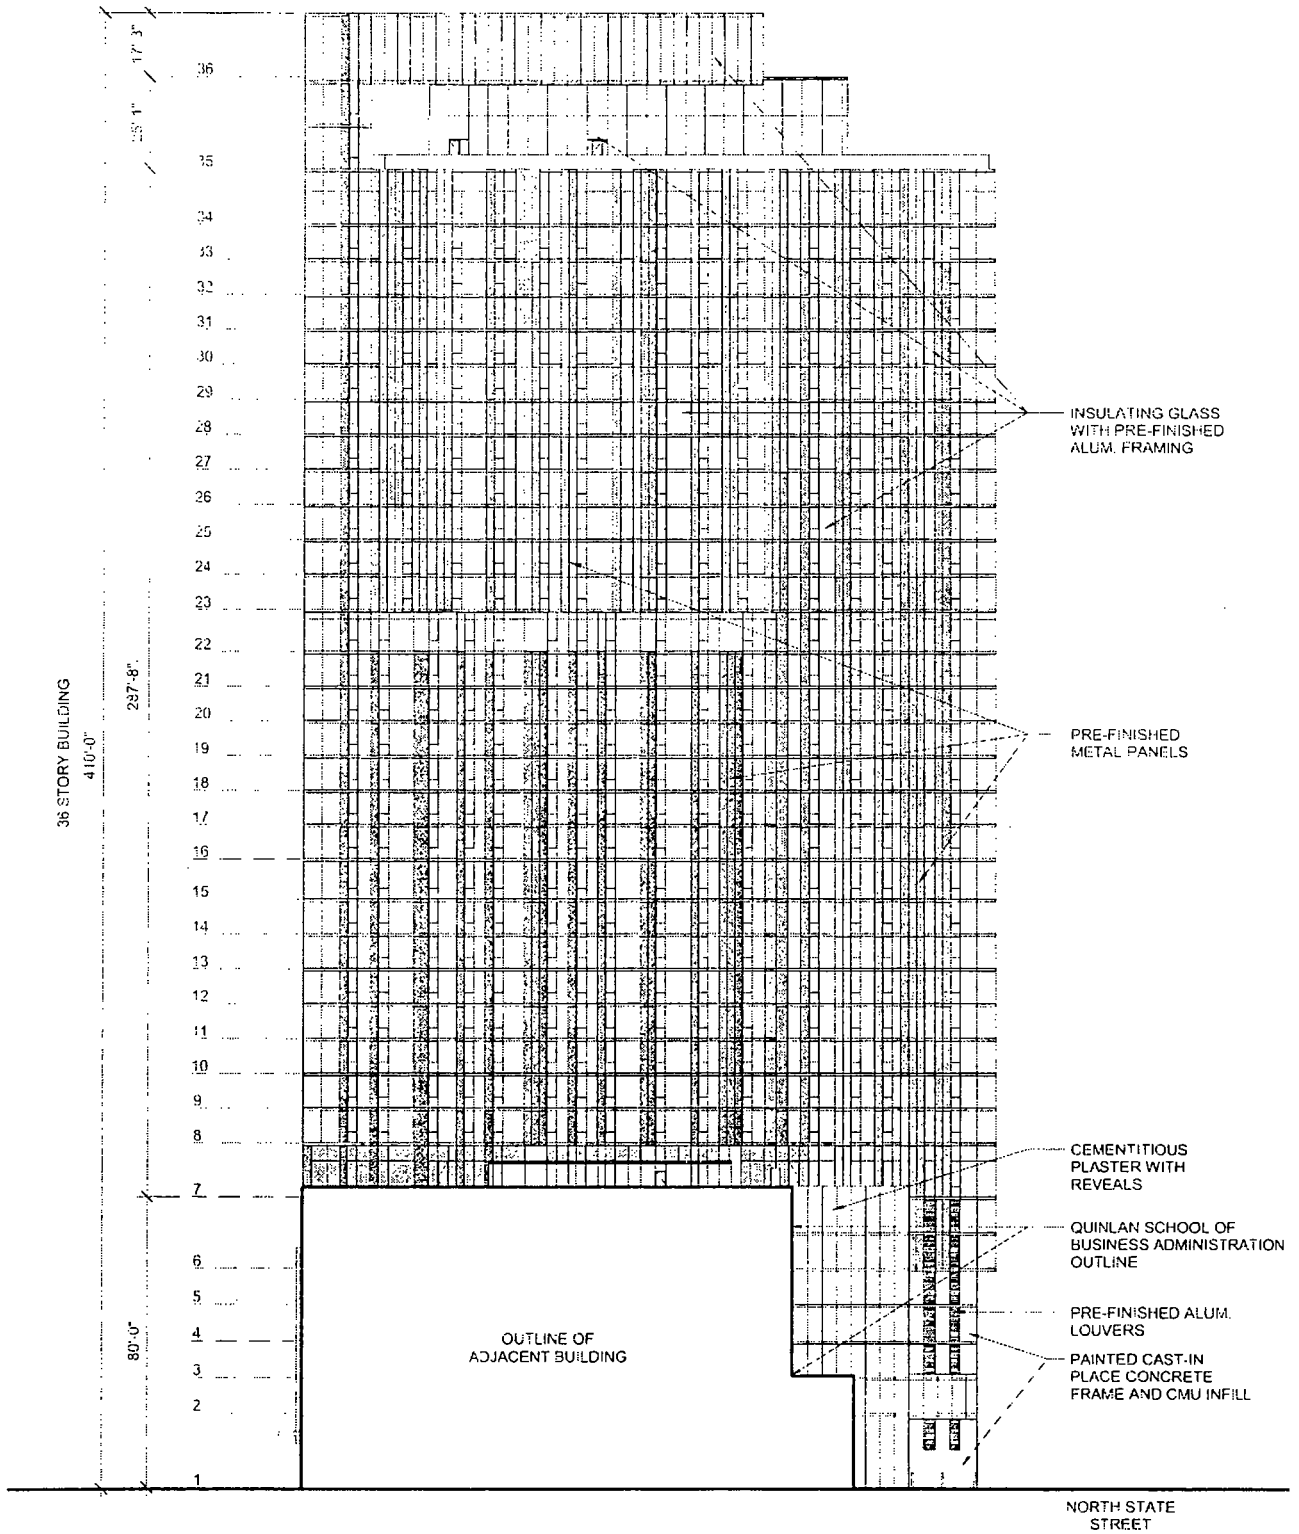 17' 3"
36
35
34
33
32
31
30
29
28
27
26
25
24
23
22
21
20
19
18
17
16
15
14
13
12
11
10
9
8
7
6
5
4
3
2
1
36 STORY BUILDING
410'-0"
287'-8"
80'-0"
INSULATING GLASS
WITH PRE-FINISHED
ALUM. FRAMING
PRE-FINISHED
METAL PANELS
CEMENTITIOUS
PLASTER WITH
REVEALS
QUINLAN SCHOOL OF
BUSINESS ADMINISTRATION
OUTLINE
PRE-FINISHED ALUM.
LOUVERS
PAINTED CAST-IN
PLACE CONCRETE
FRAME AND CMU INFILL
OUTLINE OF
ADJACENT BUILDING
NORTH STATE
STREET